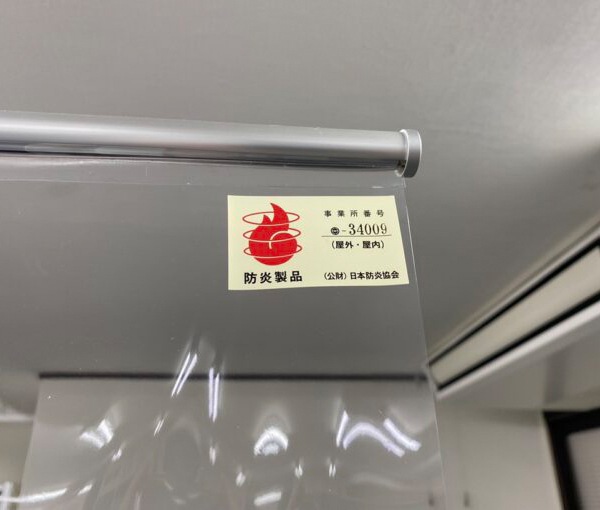 事業所番号
-34009
(屋外・屋内)
防炎製品
(公財)日本防炎協会